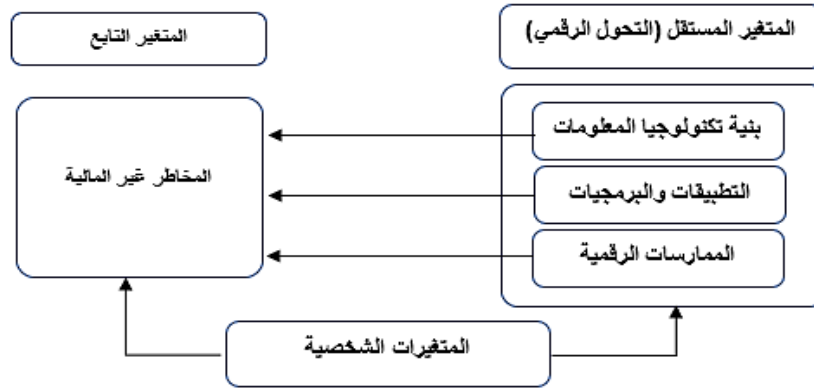 المتغير المستقل (التحول الرقمي)
المتغير التابع
بنية تكنولوجيا المعلومات
التطبيقات والبرمجيات
الممارسات الرقمية
المخاطر غير المالية
المتغيرات الشخصية